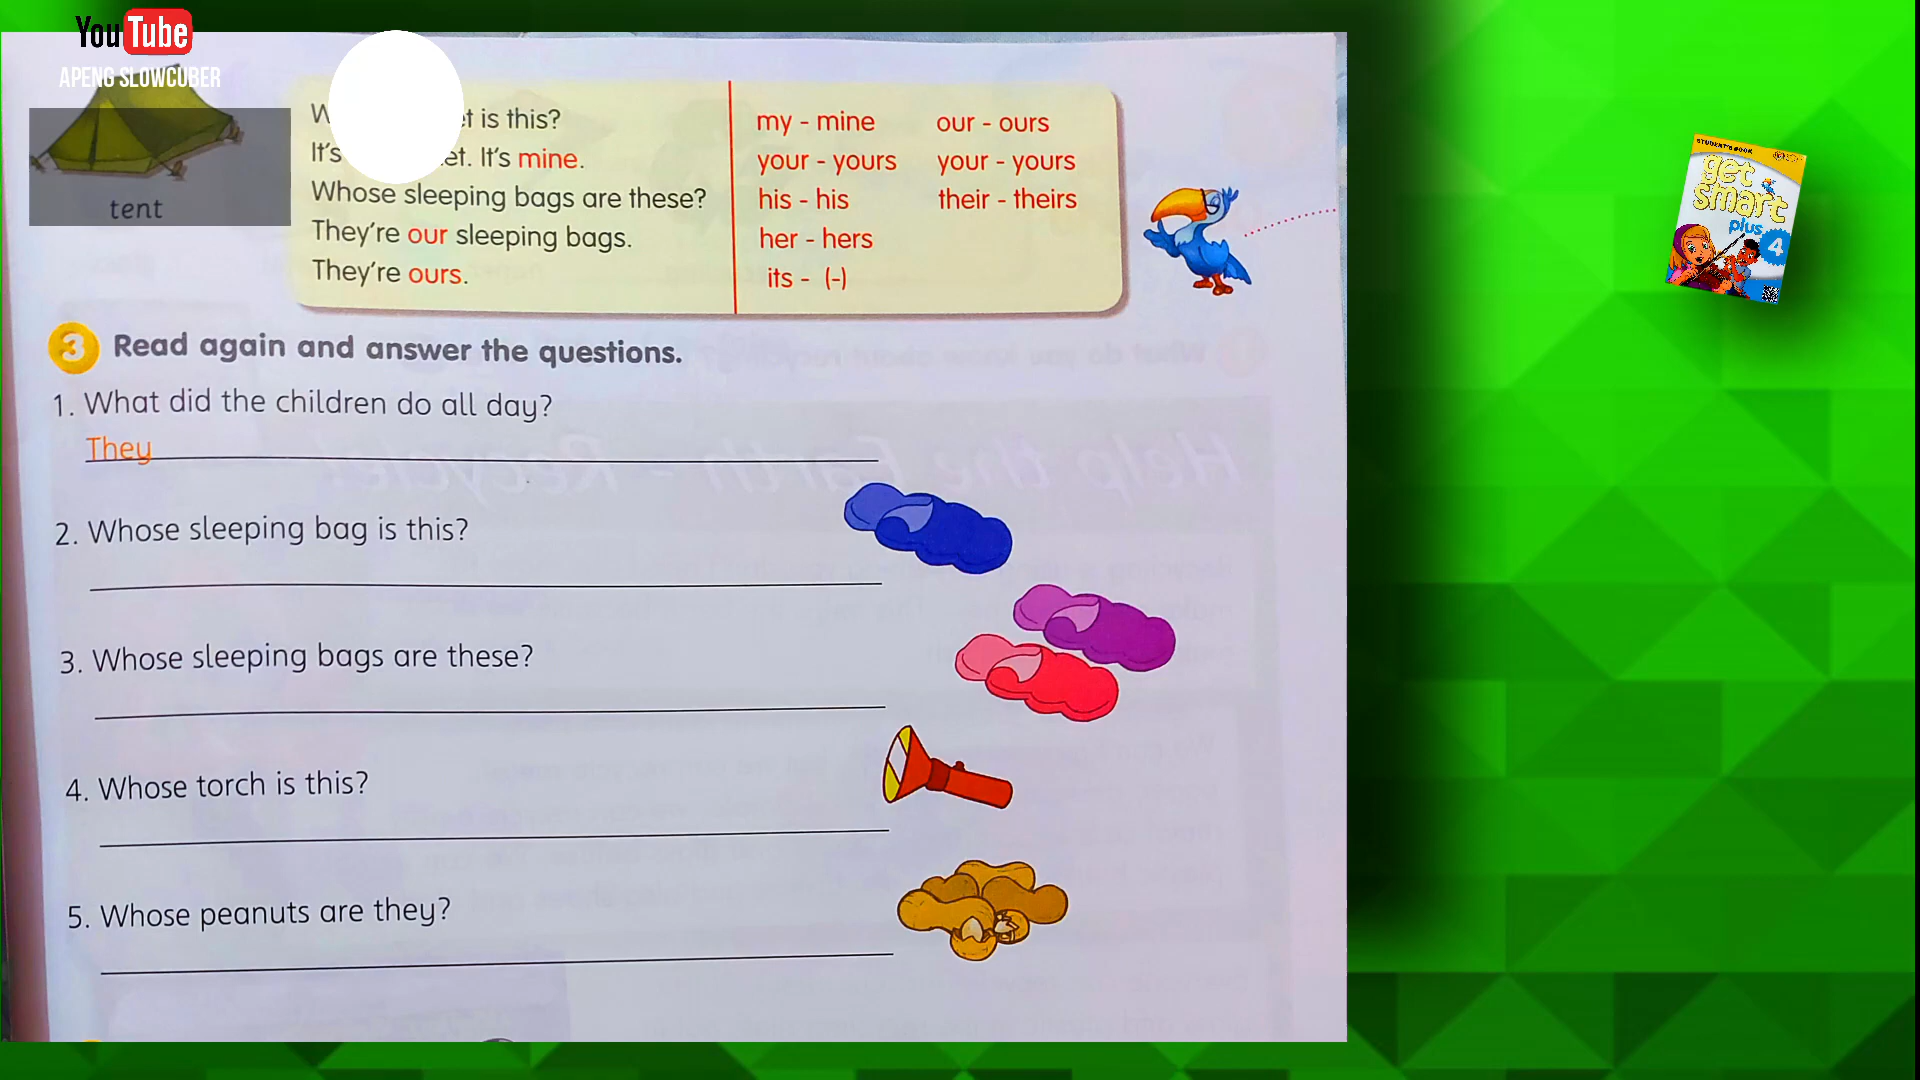 YouTube
APENG SLOWCUBER
tent
is this?
It's It's mine.
Whose sleeping bags are these?
They're our sleeping bags.
They're ours.
my - mine our - ours
your - yours your - yours
his - his their - theirs
her - hers
its - (-)
STUDENT'S BOOK
get
smart
plus 4
3 Read again and answer the questions.
1. What did the children do all day?
They
2. Whose sleeping bag is this?
3. Whose sleeping bags are these?
4. Whose torch is this?
5. Whose peanuts are they?